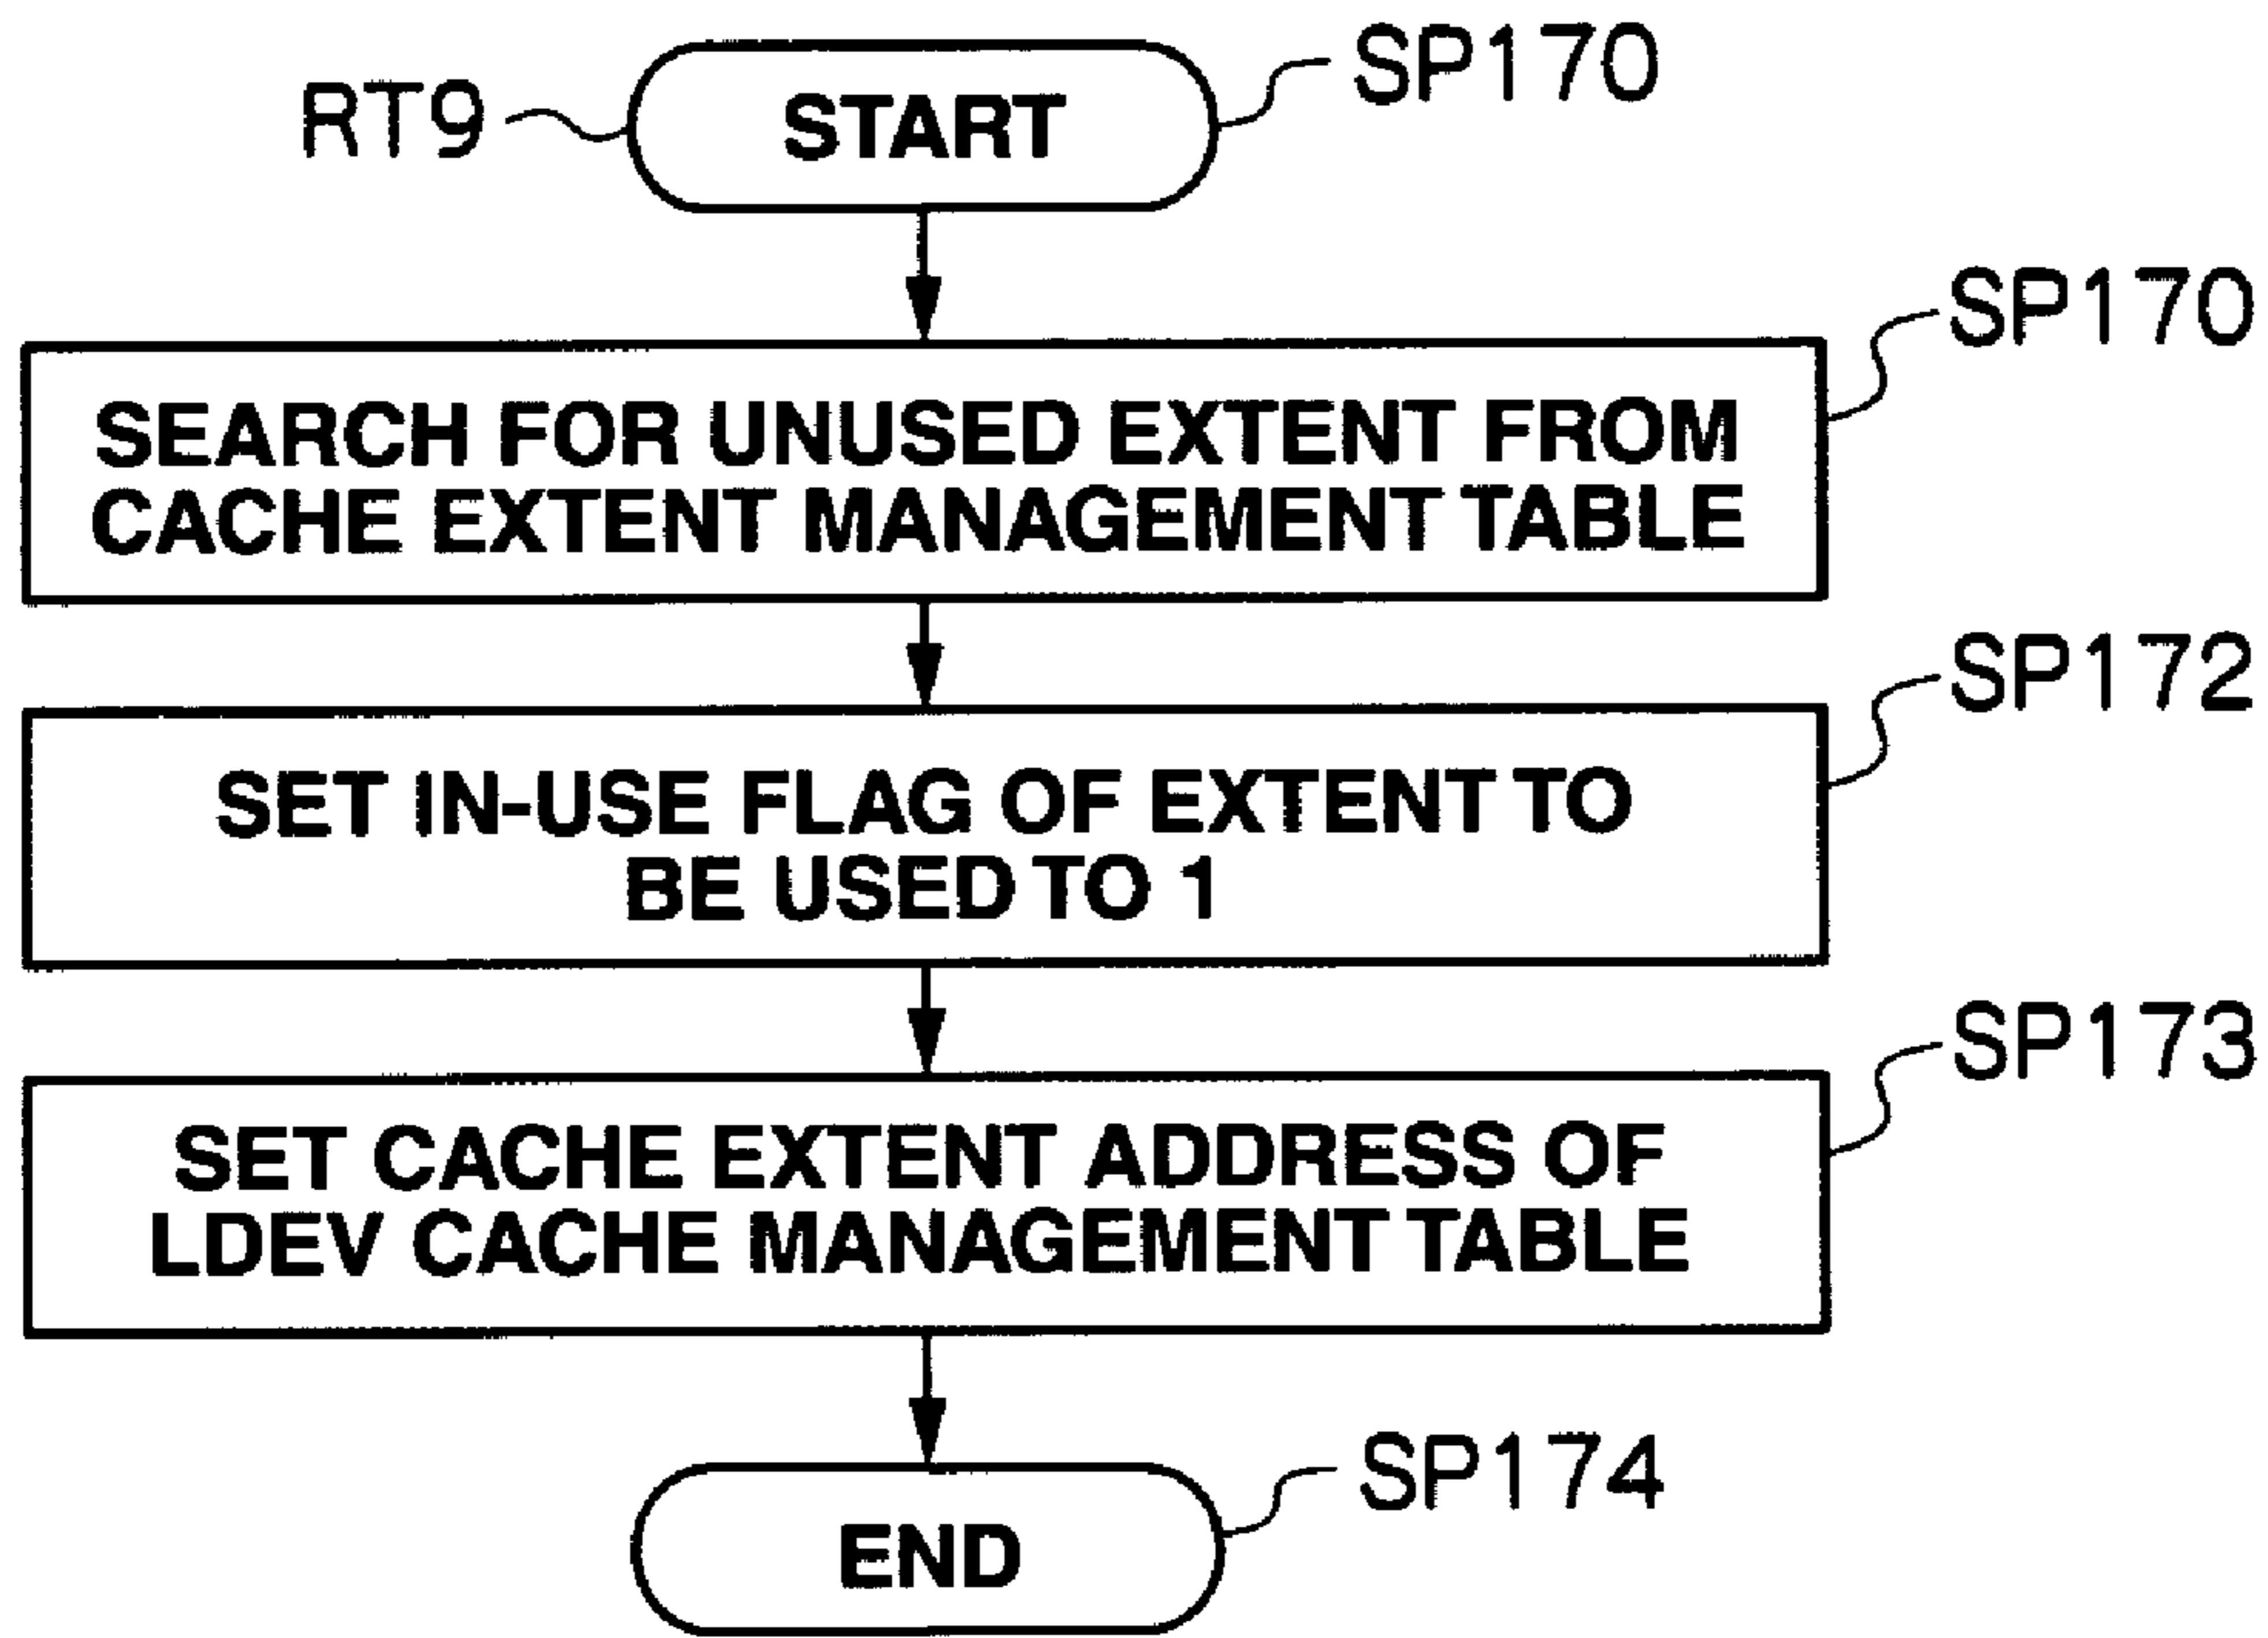 RT9
START
SP170
SP170
SEARCH FOR UNUSED EXTENT FROM
CACHE EXTENT MANAGEMENT TABLE
SP172
SET IN-USE FLAG OF EXTENT TO
BE USED TO 1
SP173
SET CACHE EXTENT ADDRESS OF
LDEV CACHE MANAGEMENT TABLE
SP174
END